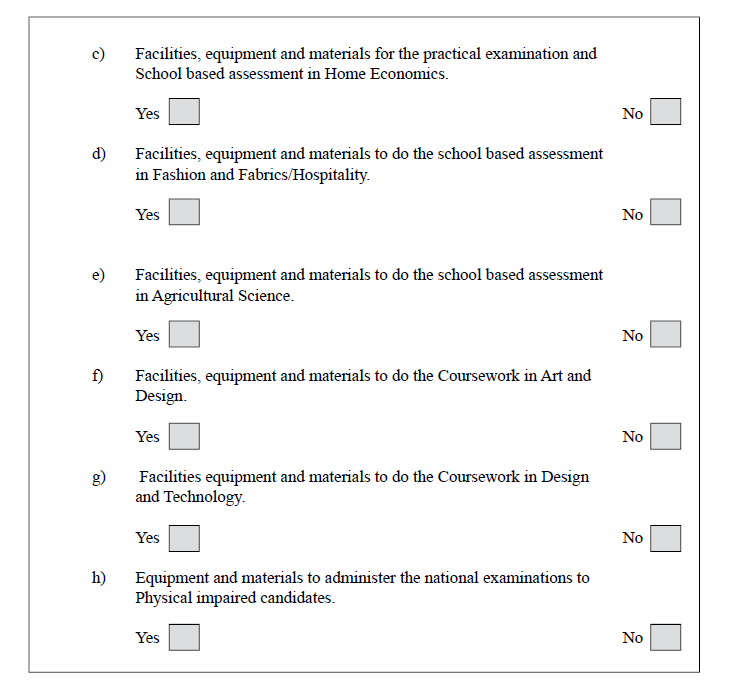 c) Facilities, equipment and materials for the practical examination and
School based assessment in Home Economics.
Yes No
d) Facilities, equipment and materials to do the school based assessment
in Fashion and Fabrics/Hospitality.
Yes No
e) Facilities, equipment and materials to do the school based assessment
in Agricultural Science.
Yes No
f) Facilities, equipment and materials to do the Coursework in Art and
Design.
Yes No
g) Facilities equipment and materials to do the Coursework in Design
and Technology.
Yes No
h) Equipment and materials to administer the national examinations to
Physical impaired candidates.
Yes No